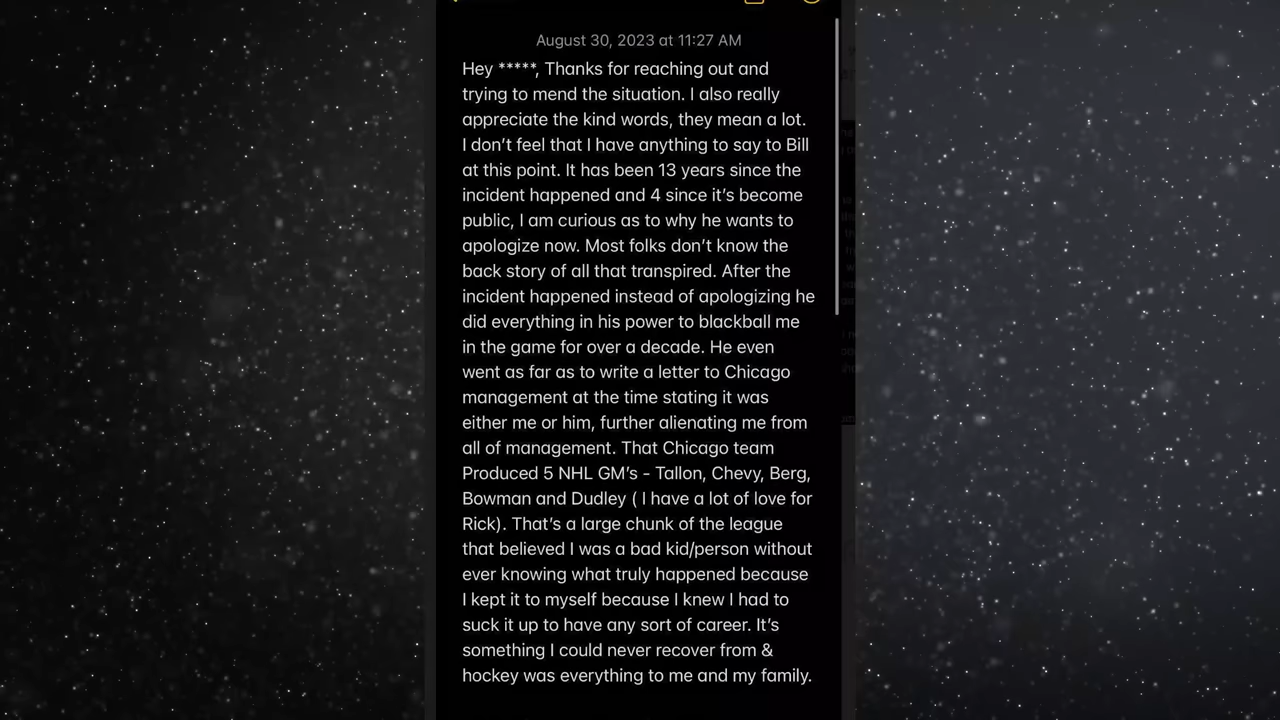 August 30, 2023 at 11:27 AM
Hey *****, Thanks for reaching out and
trying to mend the situation. I also really
appreciate the kind words, they mean a lot.
I don’t feel that I have anything to say to Bill
at this point. It has been 13 years since the
incident happened and 4 since it’s become
public, I am curious as to why he wants to
apologize now. Most folks don’t know the
back story of all that transpired. After the
incident happened instead of apologizing he
did everything in his power to blackball me
in the game for over a decade. He even
went as far as to write a letter to Chicago
management at the time stating it was
either me or him, further alienating me from
all of management. That Chicago team
Produced 5 NHL GM’s - Tallon, Chevy, Berg,
Bowman and Dudley ( I have a lot of love for
Rick). That’s a large chunk of the league
that believed I was a bad kid/person without
ever knowing what truly happened because
I kept it to myself because I knew I had to
suck it up to have any sort of career. It’s
something I could never recover from &
hockey was everything to me and my family.